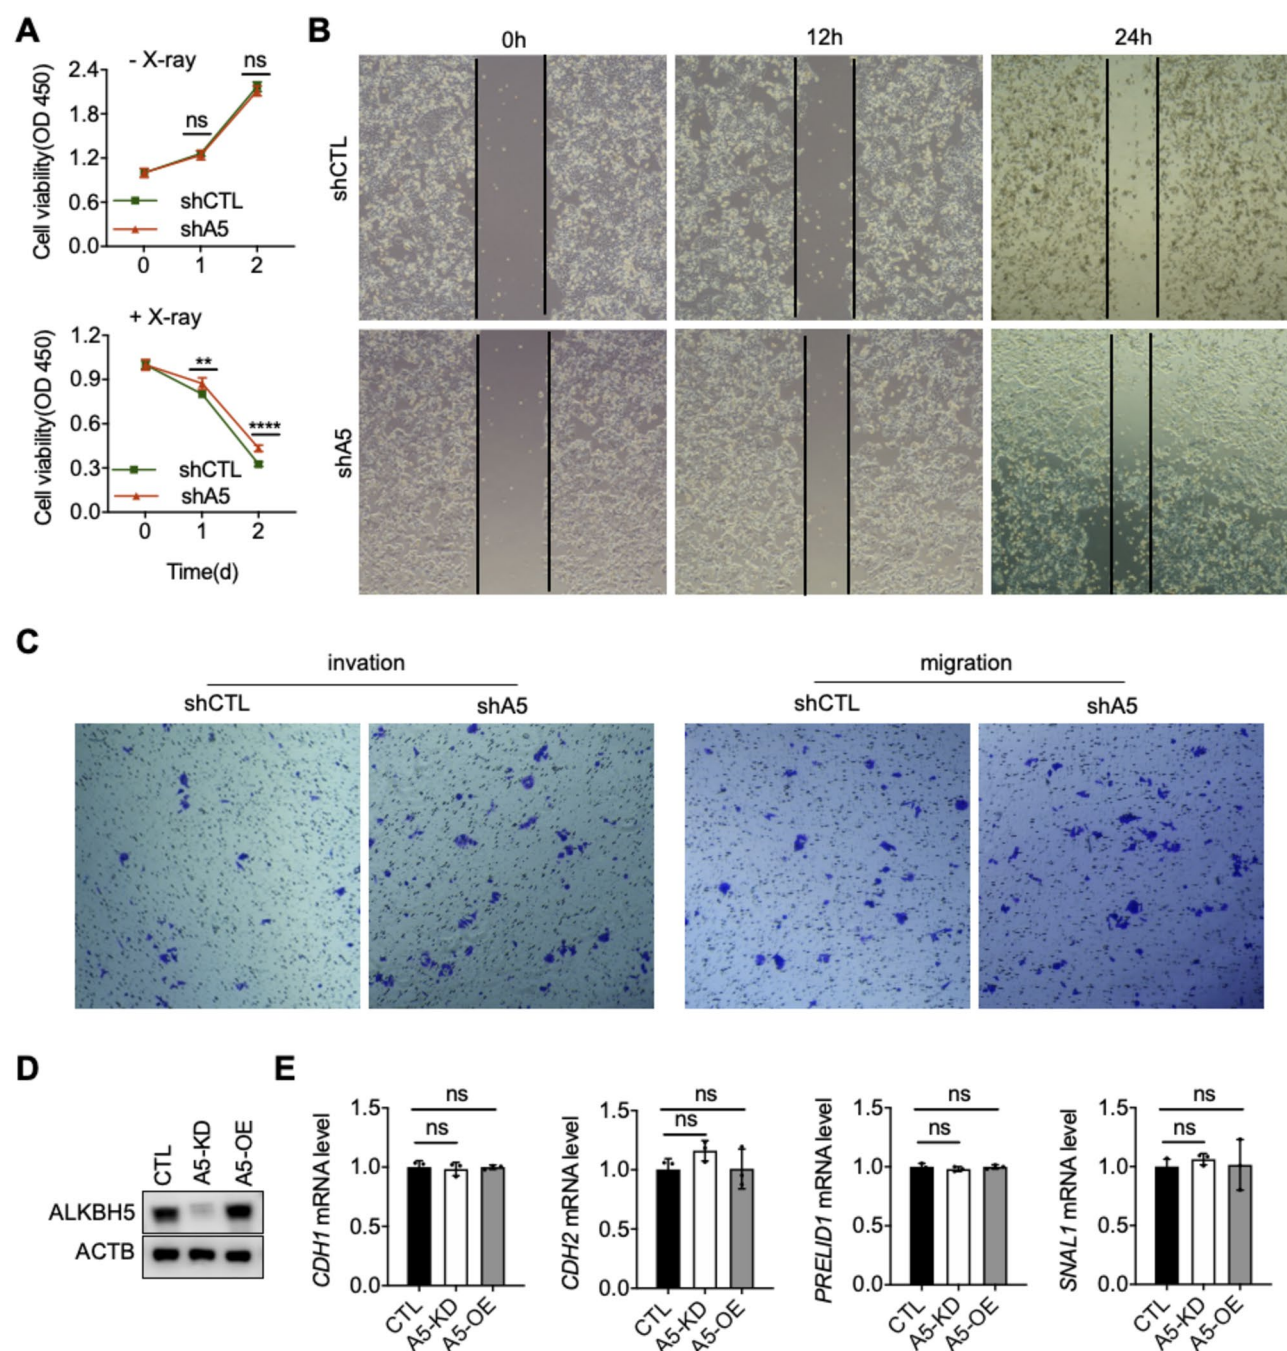 A
- X-ray
Cell viability(OD 450)
2.4
1.8
1.2
0.6
0.0
ns
ns
shCTL
shA5
0
1
2
+ X-ray
Cell viability(OD 450)
1.2
0.9
0.6
0.3
0.0
**
****
shCTL
shA5
0
1
2
Time(d)
B
0h
12h
24h
shCTL
shA5
C
invation
migration
shCTL
shA5
shCTL
shA5
D
CTL
A5-KD
A5-OE
ALKBH5
ACTB
E
CDH1 mRNA level
1.5
1.0
0.5
0.0
ns
ns
CTL
A5-KD
A5-OE
CDH2 mRNA level
1.5
1.0
0.5
0.0
ns
ns
CTL
A5-KD
A5-OE
PRELID1 mRNA level
1.5
1.0
0.5
0.0
ns
ns
CTL
A5-KD
A5-OE
SNAL1 mRNA level
1.5
1.0
0.5
0.0
ns
ns
CTL
A5-KD
A5-OE